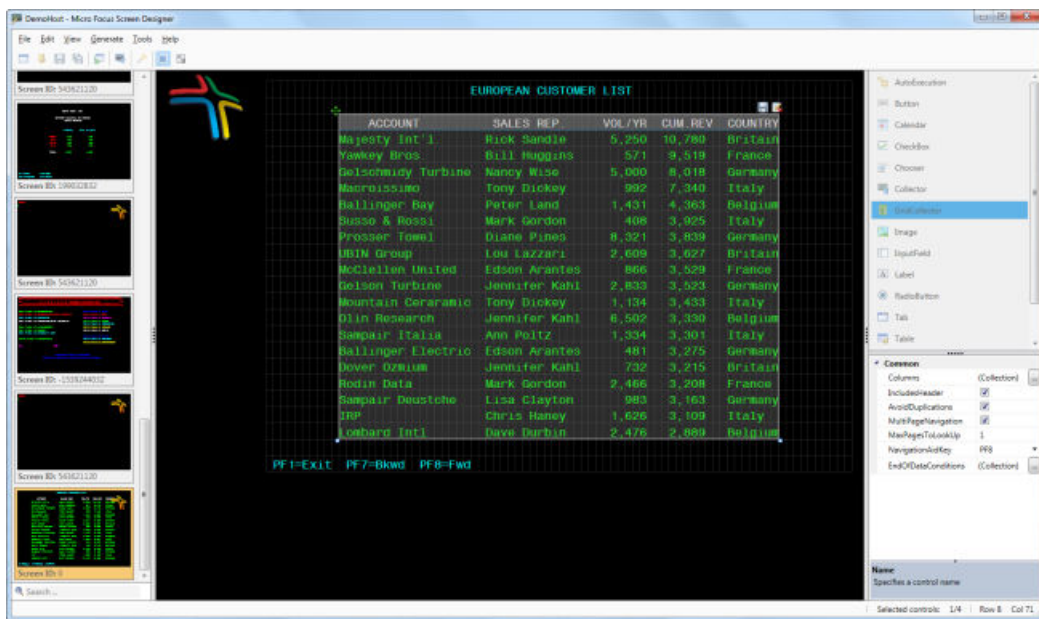 DemoHost - Micro Focus Screen Designer
File Edit View Generate Tools Help
Screen ID: 543621120
Screen ID: 199032832
Screen ID: 543621120
Screen ID: -1539244032
Screen ID: 543621120
Screen ID: 0
Search...
EUROPEAN CUSTOMER LIST
ACCOUNT SALES REP. VOL/YR CUM.REV COUNTRY
Majesty Int'l Rick Sandle 5,250 10,780 Britain
Yawkey Bros. Bill Huggins 571 9,519 France
Gelschmidy Turbine Nancy Wise 5,000 8,018 Germany
Macroissimo Tony Dickey 992 7,340 Italy
Ballinger Bay Peter Land 1,431 4,363 Belgium
Susso & Rossi Mark Gordon 408 3,925 Italy
Prosser Towel Diane Pines 8,321 3,839 Germany
UBIN Group Lou Lazzari 2,609 3,627 Britain
McClellen United Edson Arantes 866 3,529 France
Gelson Turbine Jennifer Kahl 2,833 3,523 Germany
Mountain Ceraramic Tony Dickey 1,134 3,433 Italy
Olin Research Jennifer Kahl 6,502 3,330 Belgium
Sampair Italia Ann Poltz 1,334 3,301 Italy
Ballinger Electric Edson Arantes 481 3,275 Germany
Dover Ozmium Jennifer Kahl 732 3,215 Britain
Rodin Data Mark Gordon 2,466 3,208 France
Sampair Deustche Lisa Clayton 983 3,163 Germany
IRP Chris Haney 1,626 3,109 Italy
Lombard Intl Dave Durbin 2,476 2,889 Belgium
PF1=Exit PF7=Bkwd PF8=Fwd
AutoExecution
Button
Calendar
CheckBox
Chooser
Collector
GridCollector
Image
InputField
Label
RadioButton
Tab
Table
Common
Columns (Collection)
IncludedHeader
AvoidDuplications
MultiPageNavigation
MaxPagesToLookUp 1
NavigationAidKey PF8
EndOfDataConditions (Collection)
Name
Specifies a control name
Selected controls: 1/4 Row 8 Col 71